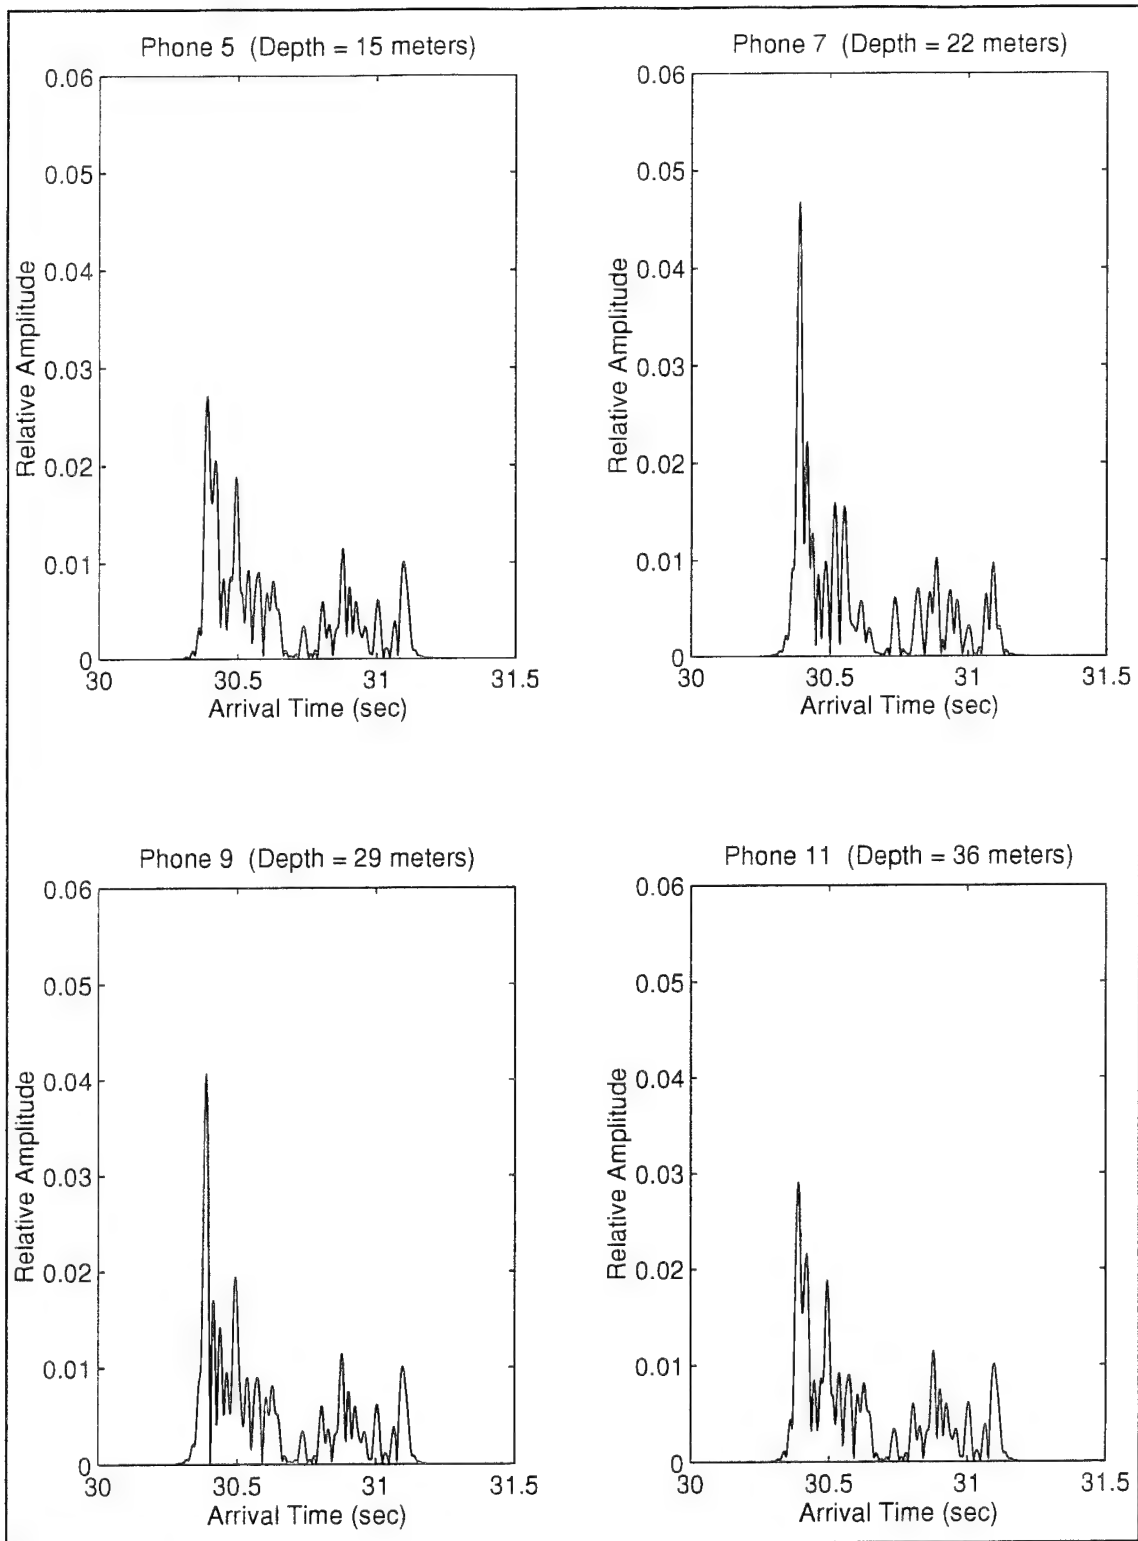 Phone 5 (Depth = 15 meters)
0.06
0.05
0.04
0.03
0.02
0.01
0
Relative Amplitude
30 30.5 31 31.5
Arrival Time (sec)
Phone 7 (Depth = 22 meters)
0.06
0.05
0.04
0.03
0.02
0.01
0
Relative Amplitude
30 30.5 31 31.5
Arrival Time (sec)
Phone 9 (Depth = 29 meters)
0.06
0.05
0.04
0.03
0.02
0.01
0
Relative Amplitude
30 30.5 31 31.5
Arrival Time (sec)
Phone 11 (Depth = 36 meters)
0.06
0.05
0.04
0.03
0.02
0.01
0
Relative Amplitude
30 30.5 31 31.5
Arrival Time (sec)